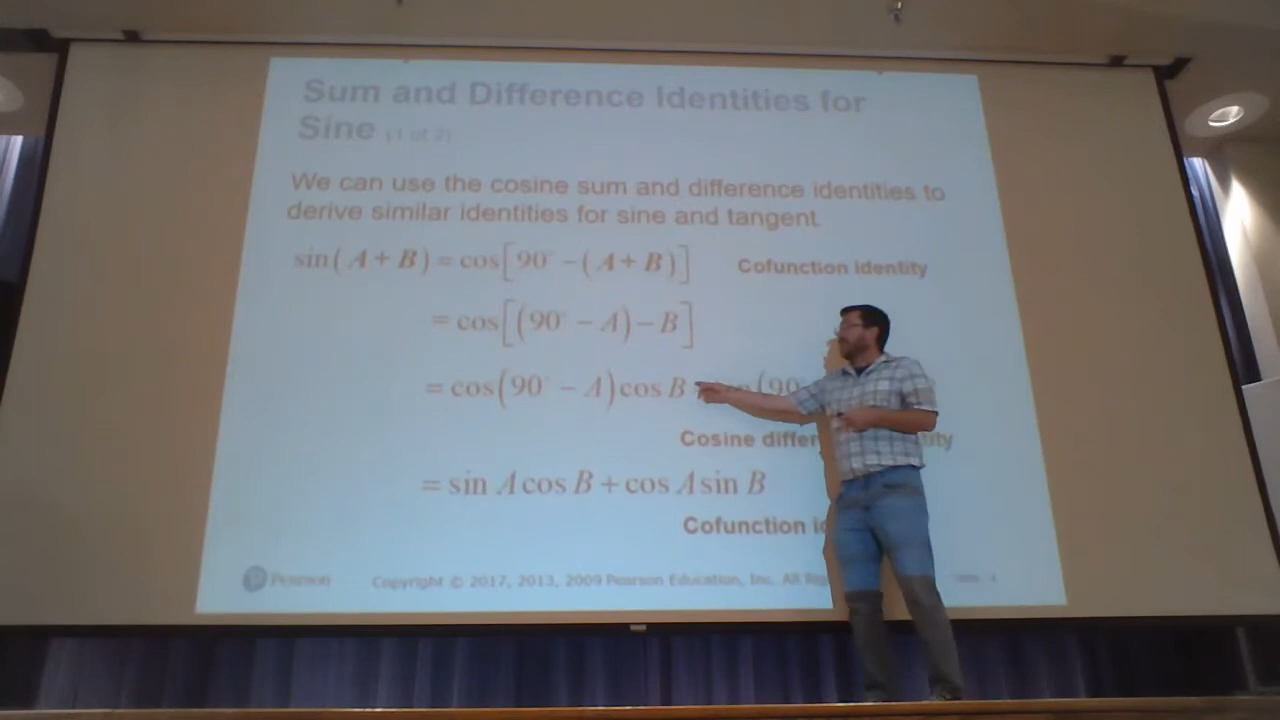 Sum and Difference Identities for
Sine (1 of 2)
We can use the cosine sum and difference identities to
derive similar identities for sine and tangent.
sin(A + B) = cos[90° − (A + B)] Cofunction identity
= cos[(90° − A) − B]
= cos(90° − A)cos B (90
Cosine differ tity
= sin A cos B + cos A sin B
Cofunction
Pearson Copyright © 2017, 2013, 2009 Pearson Education, Inc. All